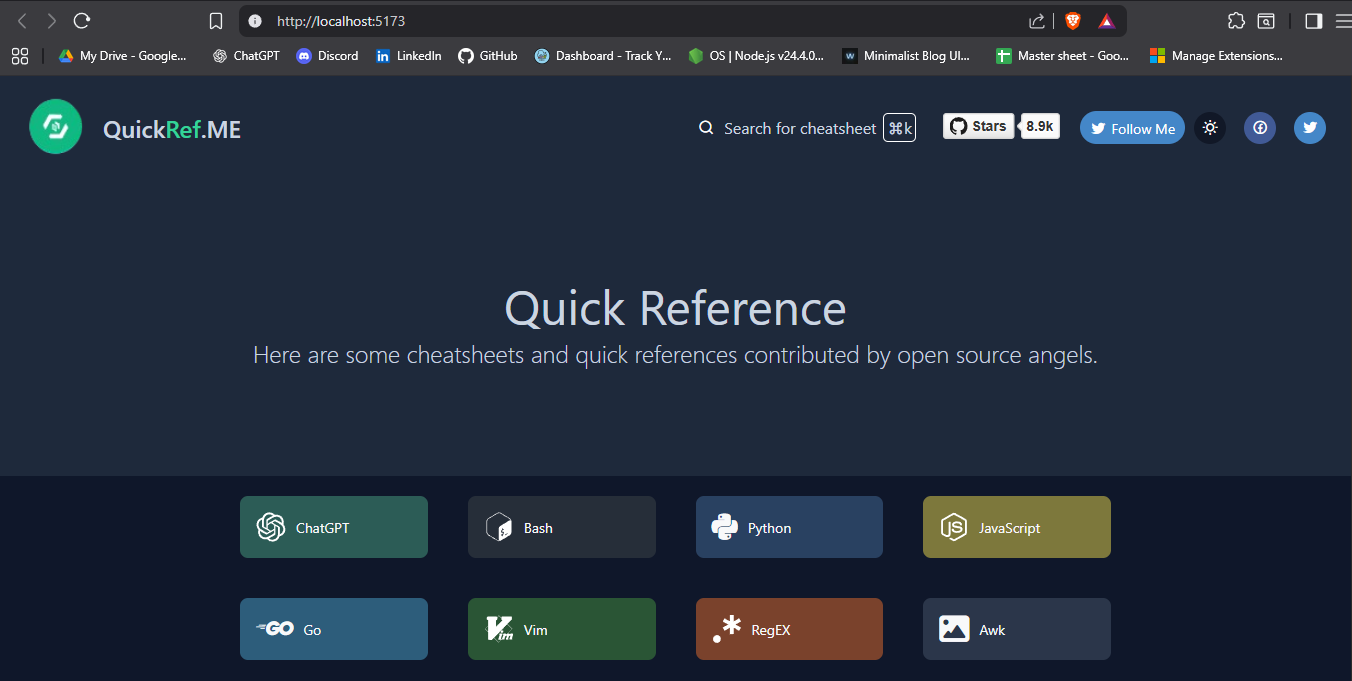 http://localhost:5173
My Drive - Google... ChatGPT Discord LinkedIn GitHub Dashboard - Track Y... OS | Node.js v24.4.0... Minimalist Blog UI... Master sheet - Goo... Manage Extensions...
QuickRef.ME Search for cheatsheet ⌘k Stars 8.9k Follow Me
Quick Reference
Here are some cheatsheets and quick references contributed by open source angels.
ChatGPT Bash Python JS JavaScript
GO Go Vim Vim RegEX Awk